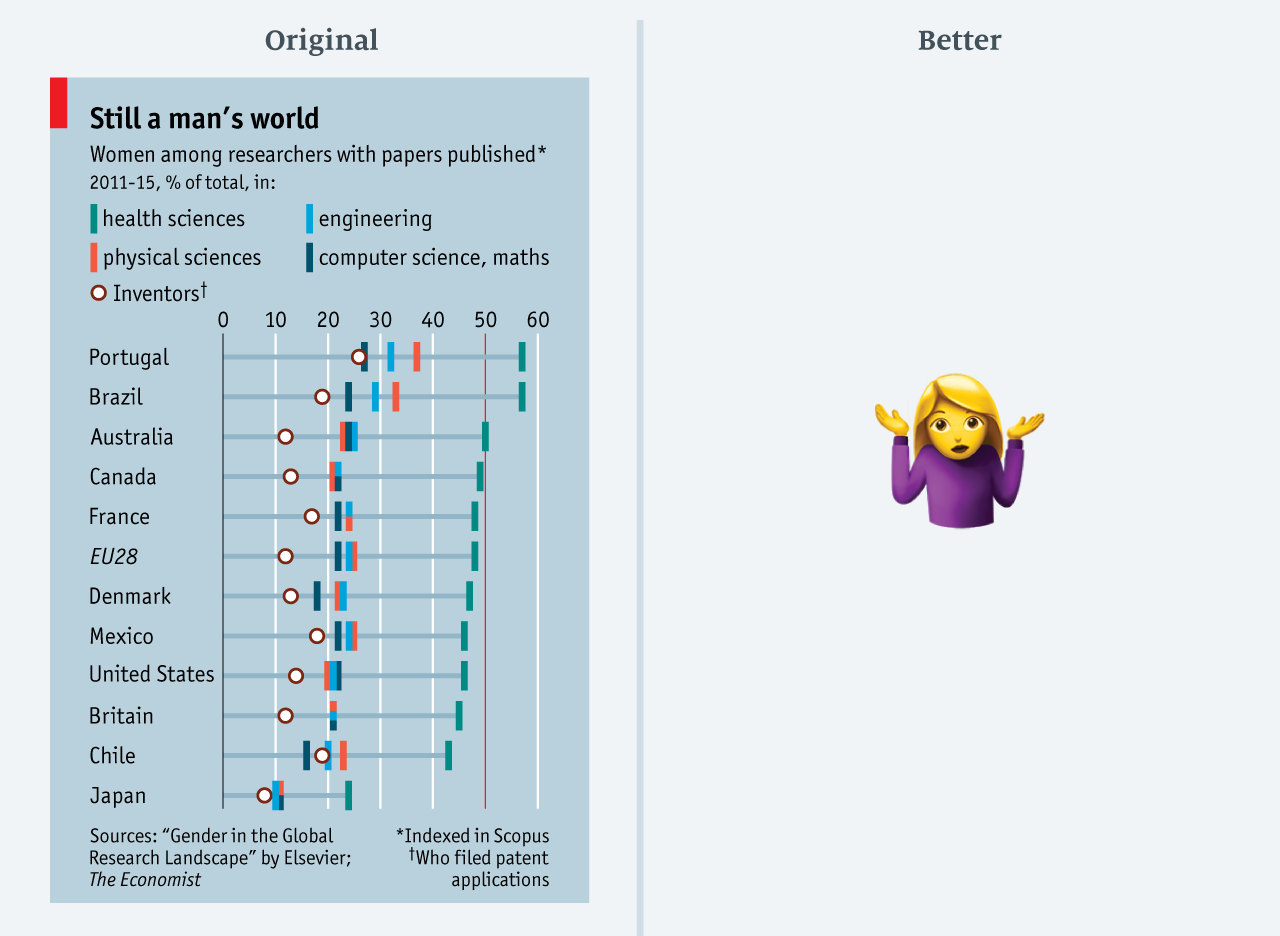 Original
Better
Still a man's world
Women among researchers with papers published*
2011-15, % of total, in:
health sciences
engineering
physical sciences
computer science, maths
Inventors†
0 10 20 30 40 50 60
Portugal
Brazil
Australia
Canada
France
EU28
Denmark
Mexico
United States
Britain
Chile
Japan
Sources: “Gender in the Global
Research Landscape” by Elsevier;
The Economist
*Indexed in Scopus
†Who filed patent
applications